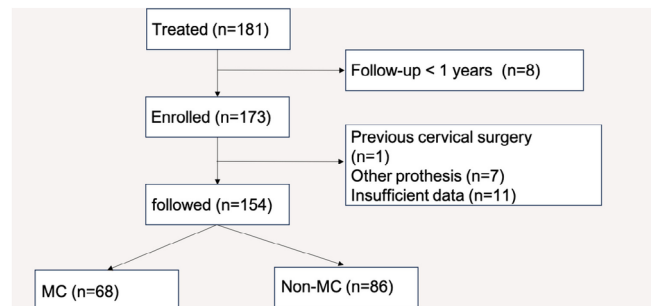 Treated (n=181)
Follow-up < 1 years (n=8)
Enrolled (n=173)
Previous cervical surgery
(n=1)
Other prothesis (n=7)
Insufficient data (n=11)
followed (n=154)
MC (n=68)
Non-MC (n=86)